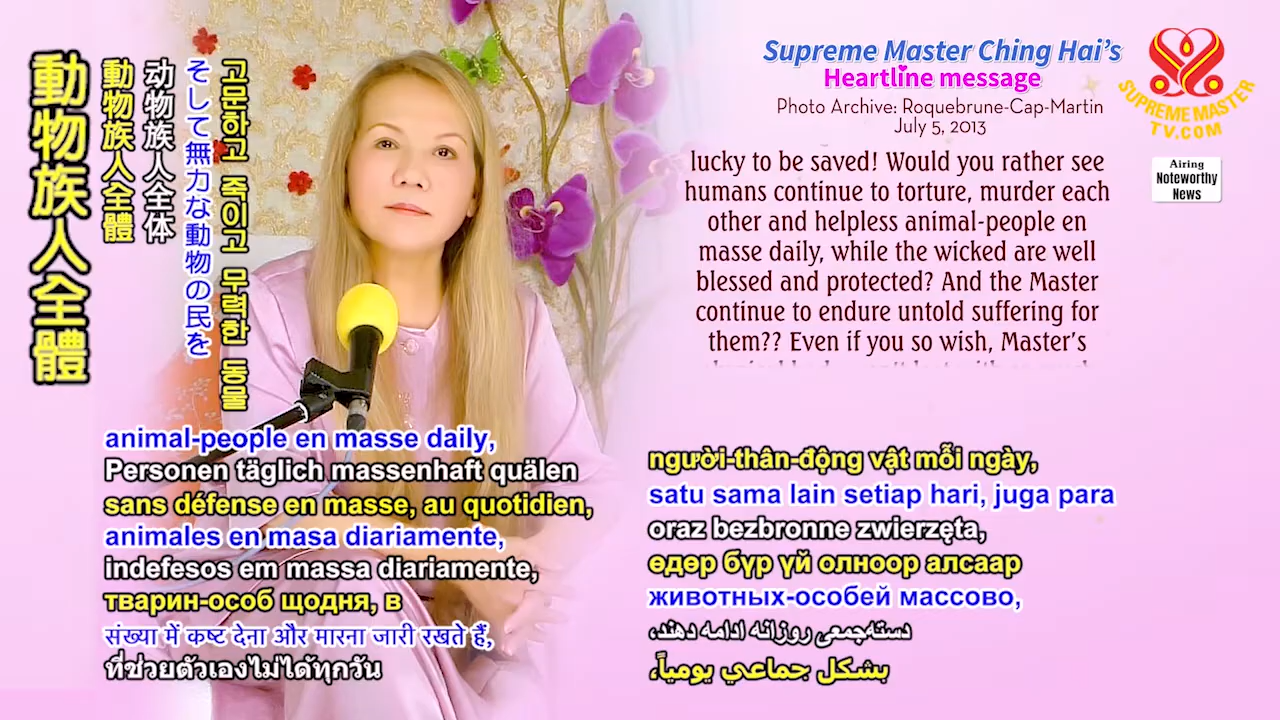 動物族人全體
動物族人全體
动物族人全体
そして無力な動物の民を
고문하고 죽이고 무력한 동물
Supreme Master Ching Hai's
Heartline message
Photo Archive: Roquebrune-Cap-Martin
July 5, 2013
SUPREME MASTER
TV.COM
Airing
Noteworthy
News
lucky to be saved! Would you rather see
humans continue to torture, murder each
other and helpless animal-people en
masse daily, while the wicked are well
blessed and protected? And the Master
continue to endure untold suffering for
them?? Even if you so wish, Master's
animal-people en masse daily,
Personen täglich massenhaft quälen
sans défense en masse, au quotidien,
animales en masa diariamente,
indefesos em massa diariamente,
тварин-особ щодня, в
संख्या में कष्ट देना और मारना जारी रखते हैं,
ที่ช่วยตัวเองไม่ได้ทุกวัน
người-thân-động vật mỗi ngày,
satu sama lain setiap hari, juga para
oraz bezbronne zwierzęta,
өдөр бүр үй олноор алсаар
животных-особей массово,
دسته‌جمعی روزانه ادامه دهند،
بشكل جماعي يومياً،